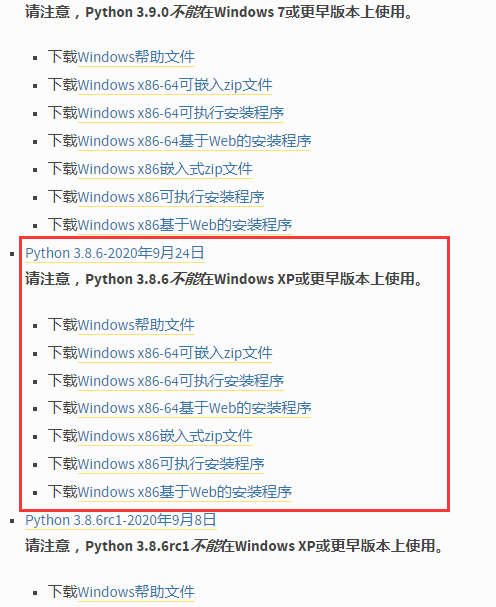 请注意，Python 3.9.0不能在Windows 7或更早版本上使用。
下载Windows帮助文件
下载Windows x86-64可嵌入zip文件
下载Windows x86-64可执行安装程序
下载Windows x86-64基于Web的安装程序
下载Windows x86嵌入式zip文件
下载Windows x86可执行安装程序
下载Windows x86基于Web的安装程序
Python 3.8.6-2020年9月24日
请注意，Python 3.8.6不能在Windows XP或更早版本上使用。
下载Windows帮助文件
下载Windows x86-64可嵌入zip文件
下载Windows x86-64可执行安装程序
下载Windows x86-64基于Web的安装程序
下载Windows x86嵌入式zip文件
下载Windows x86可执行安装程序
下载Windows x86基于Web的安装程序
Python 3.8.6rc1-2020年9月8日
请注意，Python 3.8.6rc1不能在Windows XP或更早版本上使用。
下载Windows帮助文件